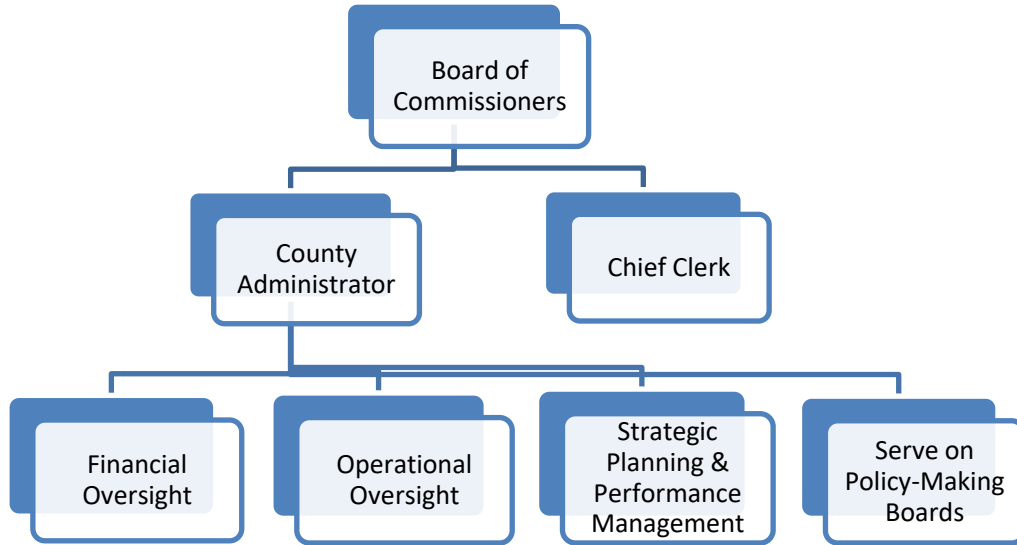 Board of
Commissioners
County
Administrator
Chief Clerk
Financial
Oversight
Operational
Oversight
Strategic
Planning &
Performance
Management
Serve on
Policy-Making
Boards